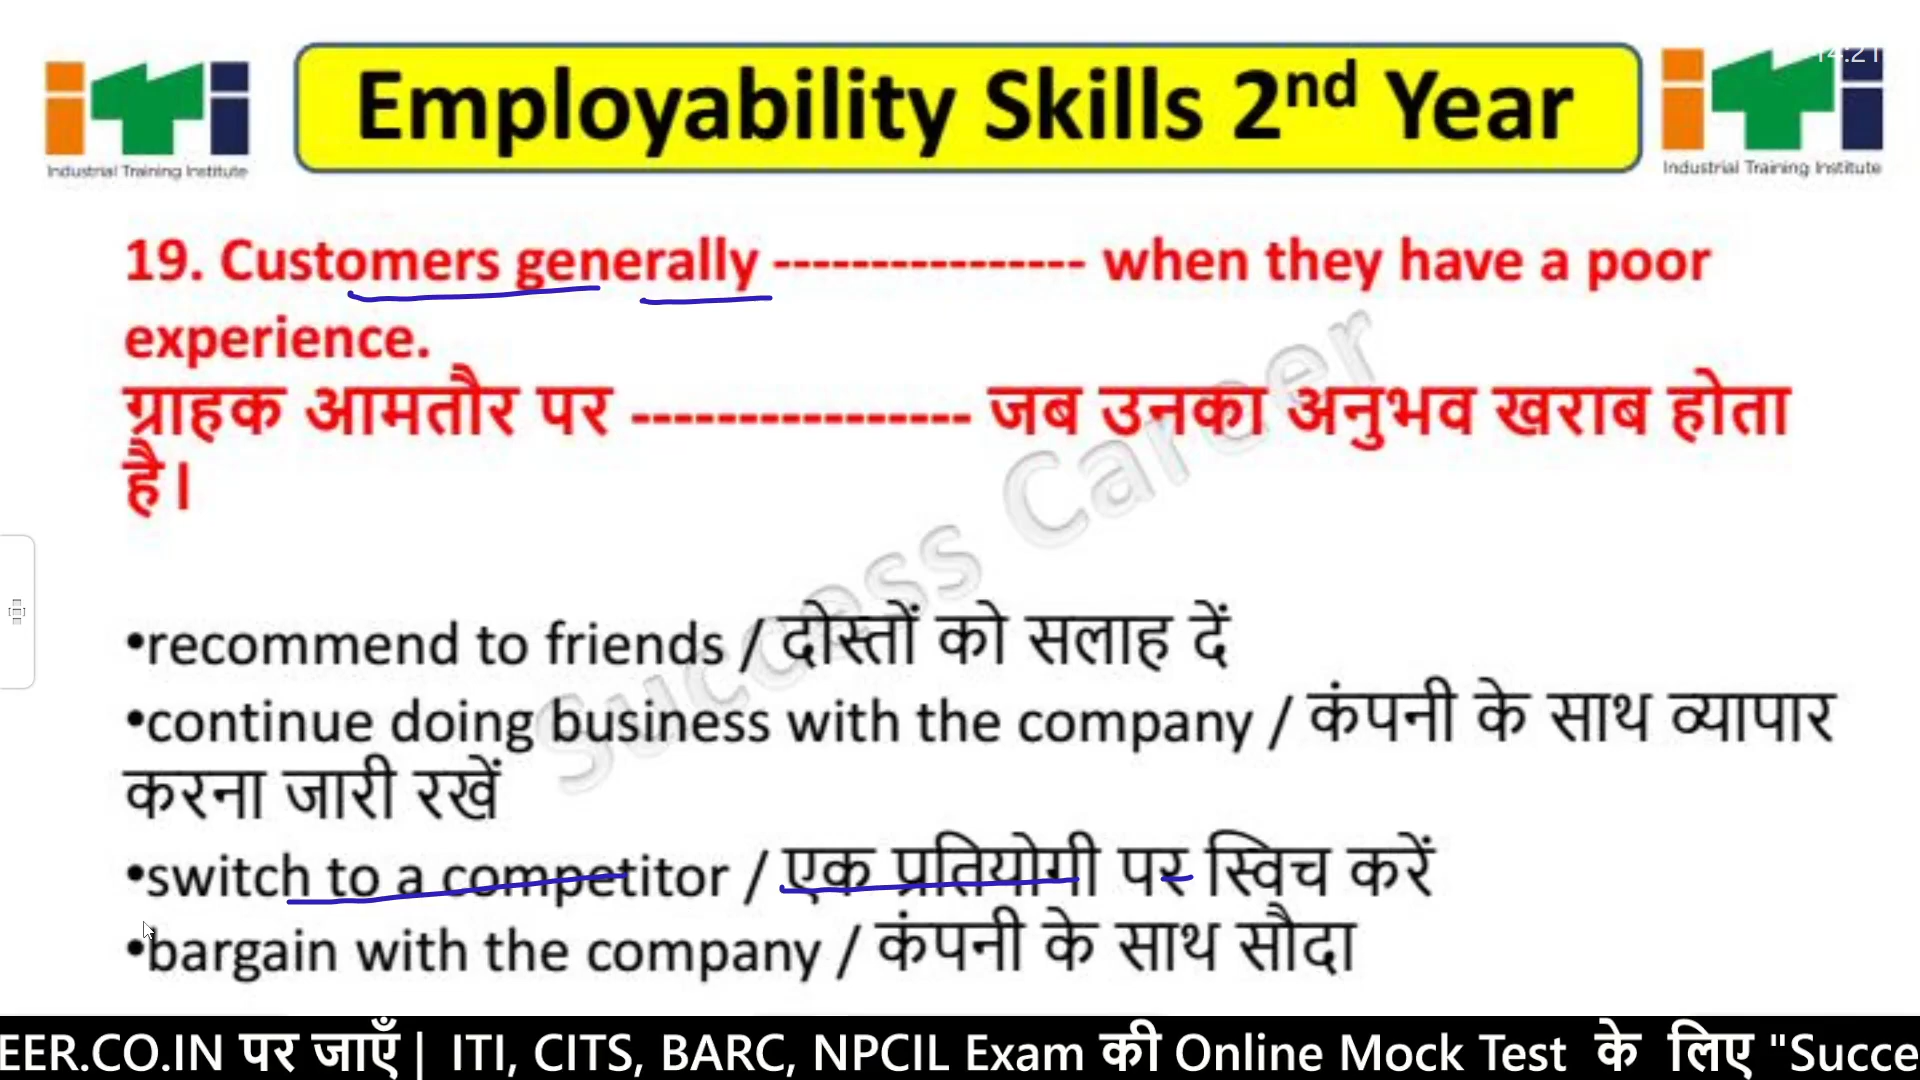 14:21
Employability Skills 2nd Year
Industrial Training Institute
Industrial Training Institute
19. Customers generally ---------------- when they have a poor
experience.
ग्राहक आमतौर पर ---------------- जब उनका अनुभव खराब होता
है।
Success Career
•recommend to friends / दोस्तों को सलाह दें
•continue doing business with the company / कंपनी के साथ व्यापार
करना जारी रखें
•switch to a competitor / एक प्रतियोगी पर स्विच करें
•bargain with the company / कंपनी के साथ सौदा
EER.CO.IN पर जाएँ | ITI, CITS, BARC, NPCIL Exam की Online Mock Test के लिए "Succe